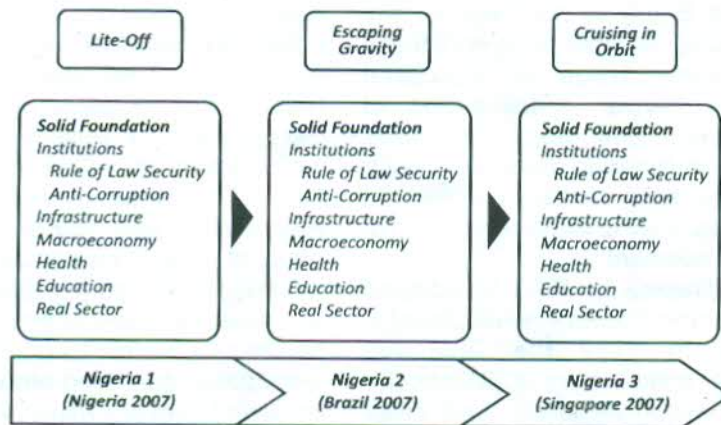 Lite-Off
Escaping
Gravity
Cruising in
Orbit
Solid Foundation
Institutions
Rule of Law Security
Anti-Corruption
Infrastructure
Macroeconomy
Health
Education
Real Sector
Solid Foundation
Institutions
Rule of Law Security
Anti-Corruption
Infrastructure
Macroeconomy
Health
Education
Real Sector
Solid Foundation
Institutions
Rule of Law Security
Anti-Corruption
Infrastructure
Macroeconomy
Health
Education
Real Sector
Nigeria 1
(Nigeria 2007)
Nigeria 2
(Brazil 2007)
Nigeria 3
(Singapore 2007)